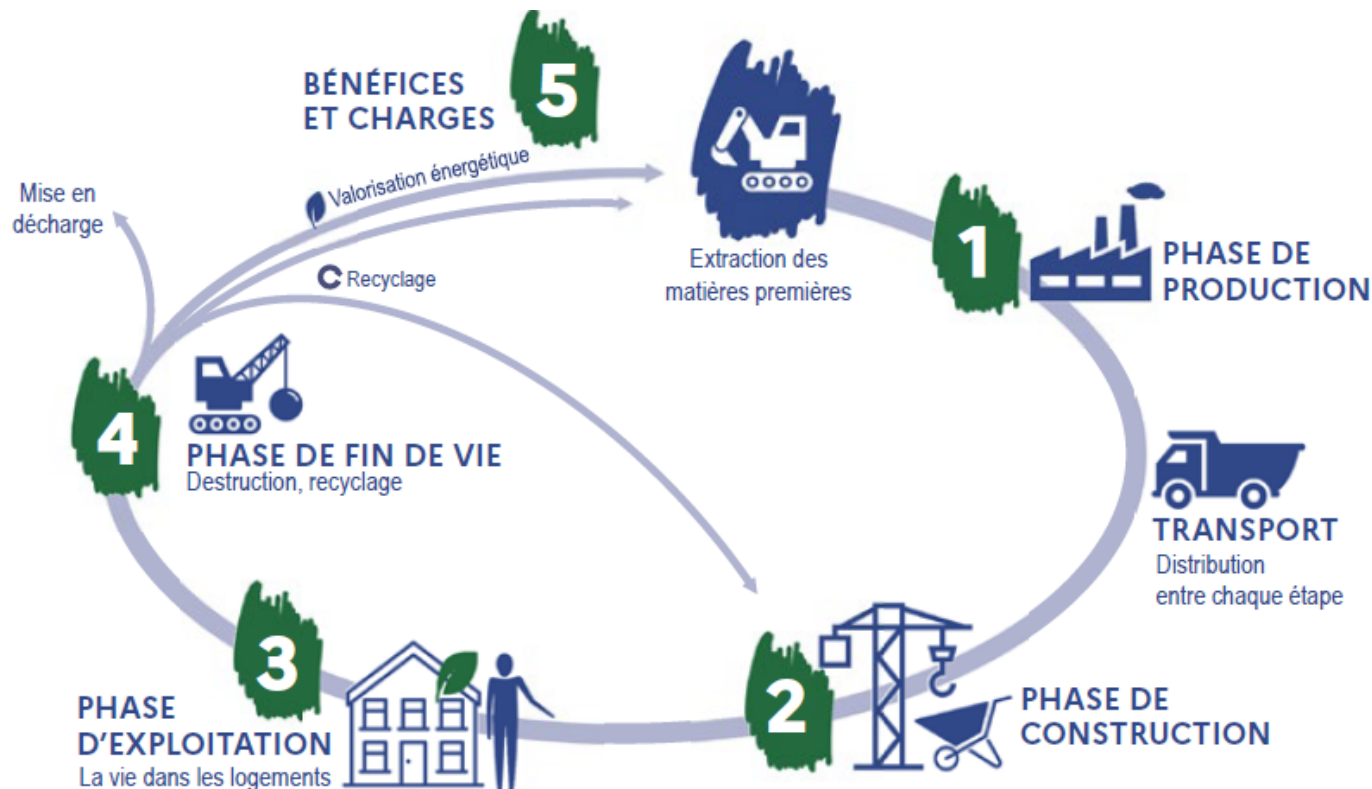 5
BÉNÉFICES
ET CHARGES
Valorisation énergétique
Mise en
décharge
Recyclage
Extraction des
matières premières
1
PHASE DE
PRODUCTION
TRANSPORT
Distribution
entre chaque étape
2
PHASE DE
CONSTRUCTION
3
PHASE
D'EXPLOITATION
La vie dans les logements
4
PHASE DE FIN DE VIE
Destruction, recyclage